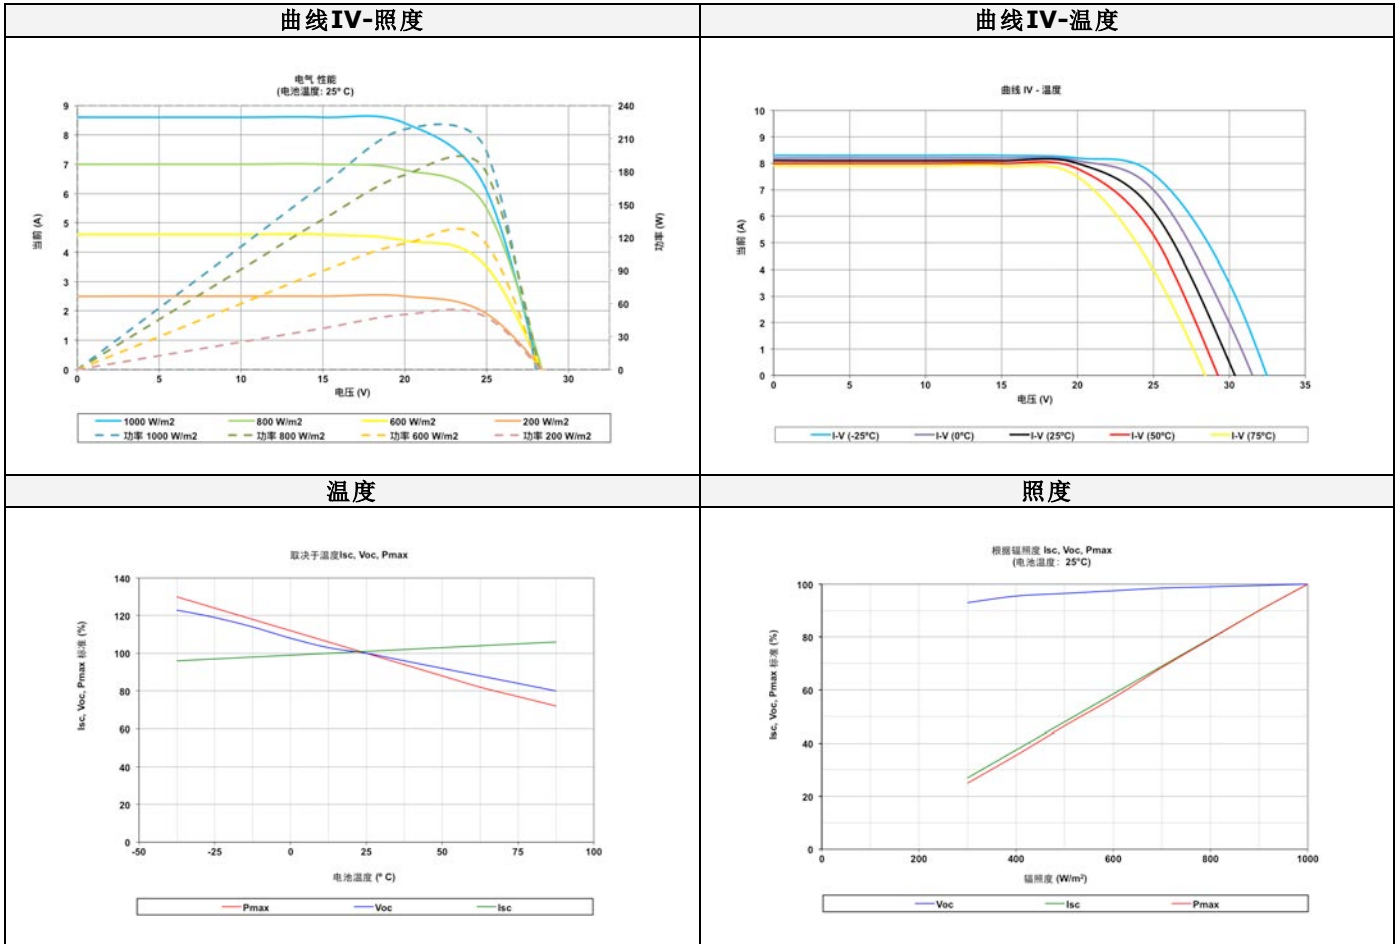 曲线IV-照度
曲线IV-温度
电气 性能
(电池温度: 25º C)
9
8
7
6
5
4
3
2
1
0
240
210
180
150
120
90
60
30
0
当前 (A)
功率 (W)
0 5 10 15 20 25 30
电压 (V)
1000 W/m2 800 W/m2 600 W/m2 200 W/m2
功率 1000 W/m2 功率 800 W/m2 功率 600 W/m2 功率 200 W/m2
曲线 IV - 温度
10
9
8
7
6
5
4
3
2
1
0
当前 (A)
0 5 10 15 20 25 30 35
电压 (V)
I-V (-25ºC) I-V (0ºC) I-V (25ºC) I-V (50ºC) I-V (75ºC)
温度
照度
取决于温度Isc, Voc, Pmax
140
120
100
80
60
40
20
0
Isc, Voc, Pmax 标准 (%)
-50 -25 0 25 50 75 100
电池温度 (º C)
Pmax Voc Isc
根据辐照度 Isc, Voc, Pmax
(电池温度： 25ºC)
100
80
60
40
20
0
Isc, Voc, Pmax 标准 (%)
0 200 400 600 800 1000
辐照度 (W/m²)
Voc Isc Pmax